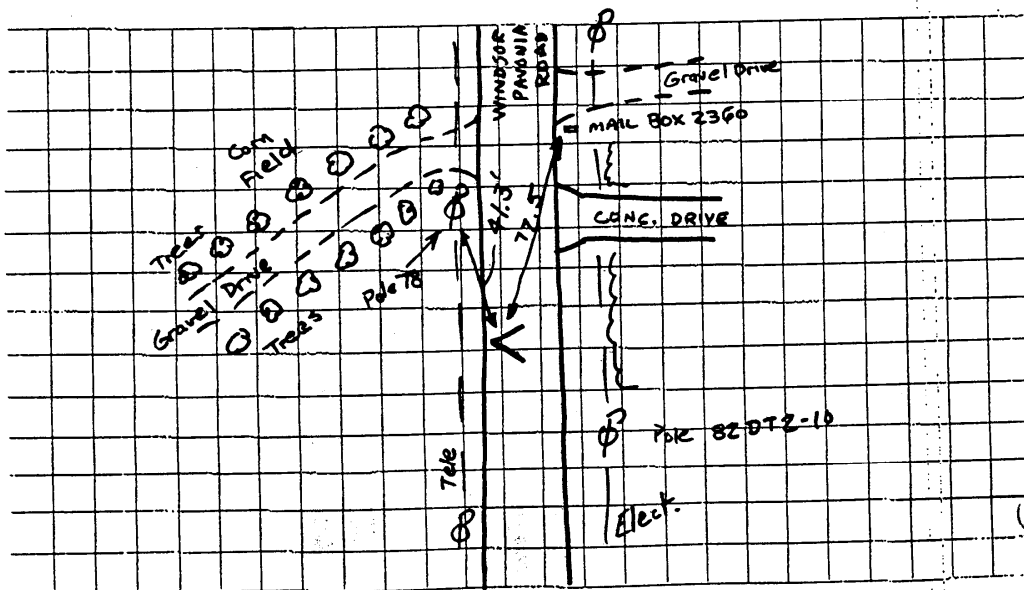 WINDSOR
PAVONIA
ROAD
Gravel Drive
MAIL BOX 2360
Corn
Field
41.3'
77.5
CONC. DRIVE
Trees
Gravel Drive
Pole 78
Trees
Pole 82DTZ-10
Tele
Elect.